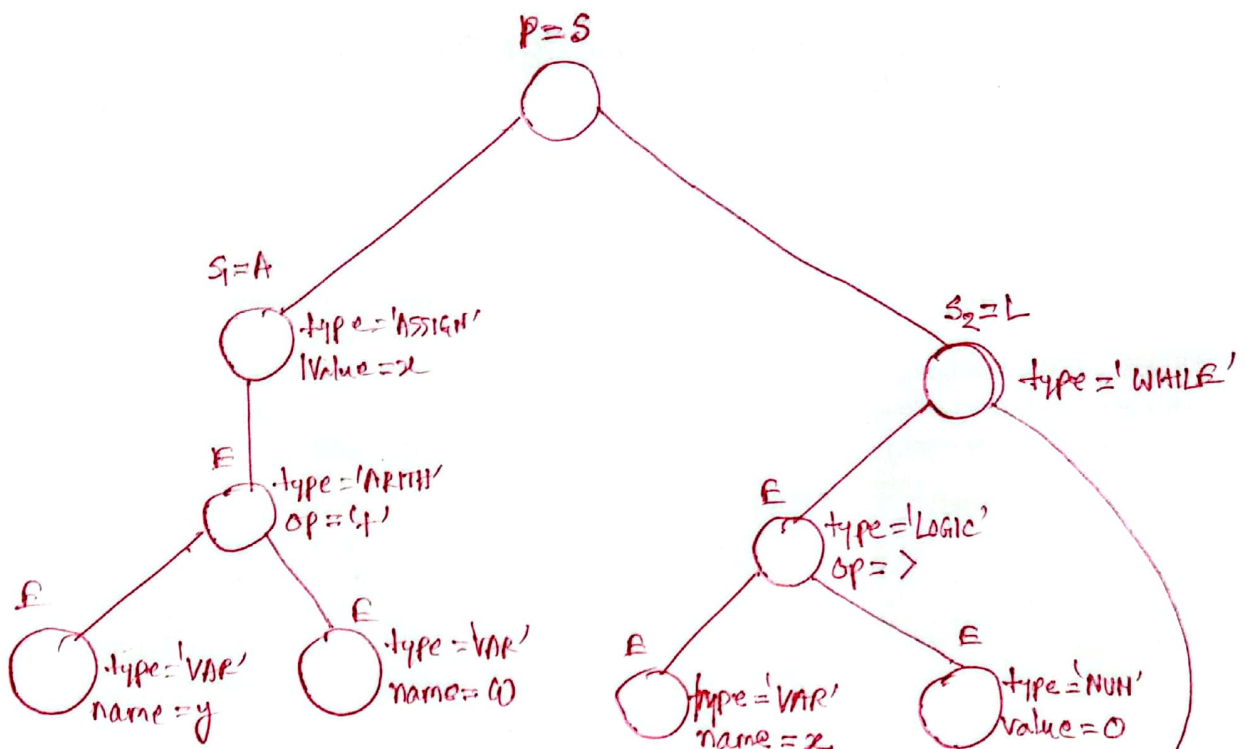 P=S
S1=A
type='ASSIGN'
lValue=x
S2=L
type='WHILE'
E
type='ARITH'
op='+'
E
type='LOGIC'
op=>
E
type='VAR'
name=y
E
type='VAR'
name=ω
E
type='VAR'
name=x
E
type='NUM'
value=0